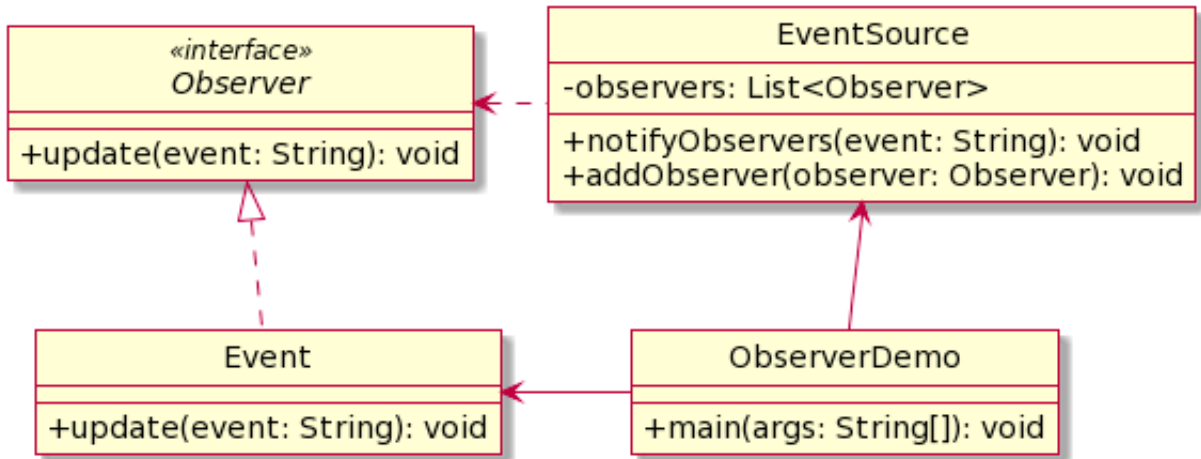 «interface»
Observer
+update(event: String): void
EventSource
-observers: List<Observer>
+notifyObservers(event: String): void
+addObserver(observer: Observer): void
Event
+update(event: String): void
ObserverDemo
+main(args: String[]): void